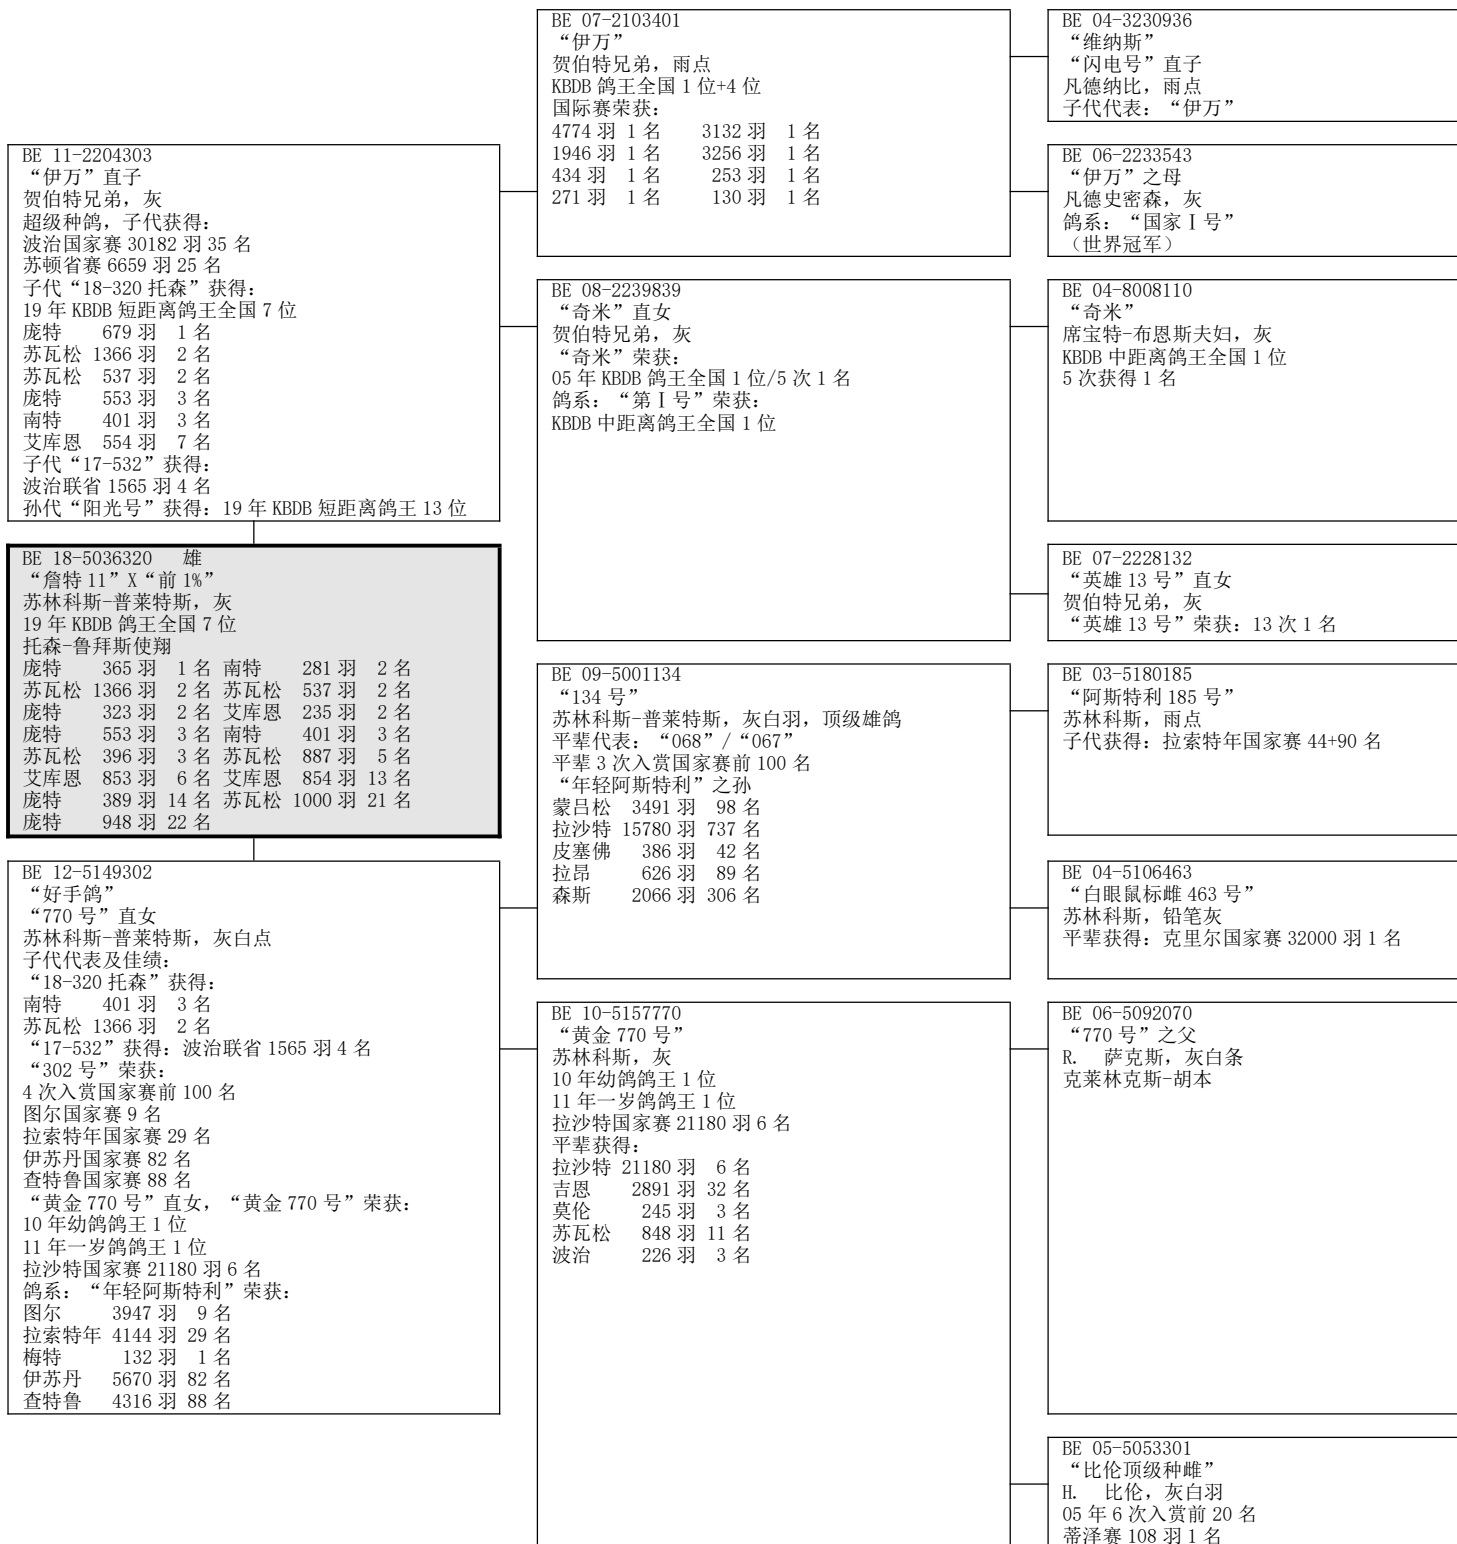 BE 11-2204303
“伊万”直子
贺伯特兄弟，灰
超级种鸽，子代获得：
波治国家赛 30182 羽 35 名
苏顿省赛 6659 羽 25 名
子代“18-320 托森”获得：
19 年 KBDB 短距离鸽王全国 7 位
庞特 679 羽 1 名
苏瓦松 1366 羽 2 名
苏瓦松 537 羽 2 名
庞特 553 羽 3 名
南特 401 羽 3 名
艾库恩 554 羽 7 名
子代“17-532”获得：
波治联省 1565 羽 4 名
孙代“阳光号”获得：19 年 KBDB 短距离鸽王 13 位
BE 18-5036320 雄
“詹特 11”X“前 1%”
苏林科斯-普莱特斯，灰
19 年 KBDB 鸽王全国 7 位
托森-鲁拜斯使翔
庞特 365 羽 1 名 南特 281 羽 2 名
苏瓦松 1366 羽 2 名 苏瓦松 537 羽 2 名
庞特 323 羽 2 名 艾库恩 235 羽 2 名
庞特 553 羽 3 名 南特 401 羽 3 名
苏瓦松 396 羽 3 名 苏瓦松 887 羽 5 名
艾库恩 853 羽 6 名 艾库恩 854 羽 13 名
庞特 389 羽 14 名 苏瓦松 1000 羽 21 名
庞特 948 羽 22 名
BE 12-5149302
“好手鸽”
“770 号”直女
苏林科斯-普莱特斯，灰白点
子代代表及佳绩：
“18-320 托森”获得：
南特 401 羽 3 名
苏瓦松 1366 羽 2 名
“17-532”获得：波治联省 1565 羽 4 名
“302 号”荣获：
4 次入赏国家赛前 100 名
图尔国家赛 9 名
拉索特年国家赛 29 名
伊苏丹国家赛 82 名
查特鲁国家赛 88 名
“黄金 770 号”直女，“黄金 770 号”荣获：
10 年幼鸽鸽王 1 位
11 年一岁鸽鸽王 1 位
拉沙特国家赛 21180 羽 6 名
鸽系：“年轻阿斯特利”荣获：
图尔 3947 羽 9 名
拉索特年 4144 羽 29 名
梅特 132 羽 1 名
伊苏丹 5670 羽 82 名
查特鲁 4316 羽 88 名
BE 07-2103401
“伊万”
贺伯特兄弟，雨点
KBDB 鸽王全国 1 位+4 位
国际赛荣获：
4774 羽 1 名 3132 羽 1 名
1946 羽 1 名 3256 羽 1 名
434 羽 1 名 253 羽 1 名
271 羽 1 名 130 羽 1 名
BE 08-2239839
“奇米”直女
贺伯特兄弟，灰
“奇米”荣获：
05 年 KBDB 鸽王全国 1 位/5 次 1 名
鸽系：“第Ⅰ号”荣获：
KBDB 中距离鸽王全国 1 位
BE 09-5001134
“134 号”
苏林科斯-普莱特斯，灰白羽，顶级雄鸽
平辈代表：“068”/“067”
平辈 3 次入赏国家赛前 100 名
“年轻阿斯特利”之孙
蒙吕松 3491 羽 98 名
拉沙特 15780 羽 737 名
皮塞佛 386 羽 42 名
拉昂 626 羽 89 名
森斯 2066 羽 306 名
BE 10-5157770
“黄金 770 号”
苏林科斯，灰
10 年幼鸽鸽王 1 位
11 年一岁鸽鸽王 1 位
拉沙特国家赛 21180 羽 6 名
平辈获得：
拉沙特 21180 羽 6 名
吉恩 2891 羽 32 名
莫伦 245 羽 3 名
苏瓦松 848 羽 11 名
波治 226 羽 3 名
BE 04-3230936
“维纳斯”
“闪电号”直子
凡德纳比，雨点
子代代表：“伊万”
BE 06-2233543
“伊万”之母
凡德史密森，灰
鸽系：“国家Ⅰ号”
（世界冠军）
BE 04-8008110
“奇米”
席宝特-布恩斯夫妇，灰
KBDB 中距离鸽王全国 1 位
5 次获得 1 名
BE 07-2228132
“英雄 13 号”直女
贺伯特兄弟，灰
“英雄 13 号”荣获：13 次 1 名
BE 03-5180185
“阿斯特利 185 号”
苏林科斯，雨点
子代获得：拉索特年国家赛 44+90 名
BE 04-5106463
“白眼鼠标雌 463 号”
苏林科斯，铅笔灰
平辈获得：克里尔国家赛 32000 羽 1 名
BE 06-5092070
“770 号”之父
R. 萨克斯，灰白条
克莱林克斯-胡本
BE 05-5053301
“比伦顶级种雌”
H. 比伦，灰白羽
05 年 6 次入赏前 20 名
蒂泽赛 108 羽 1 名